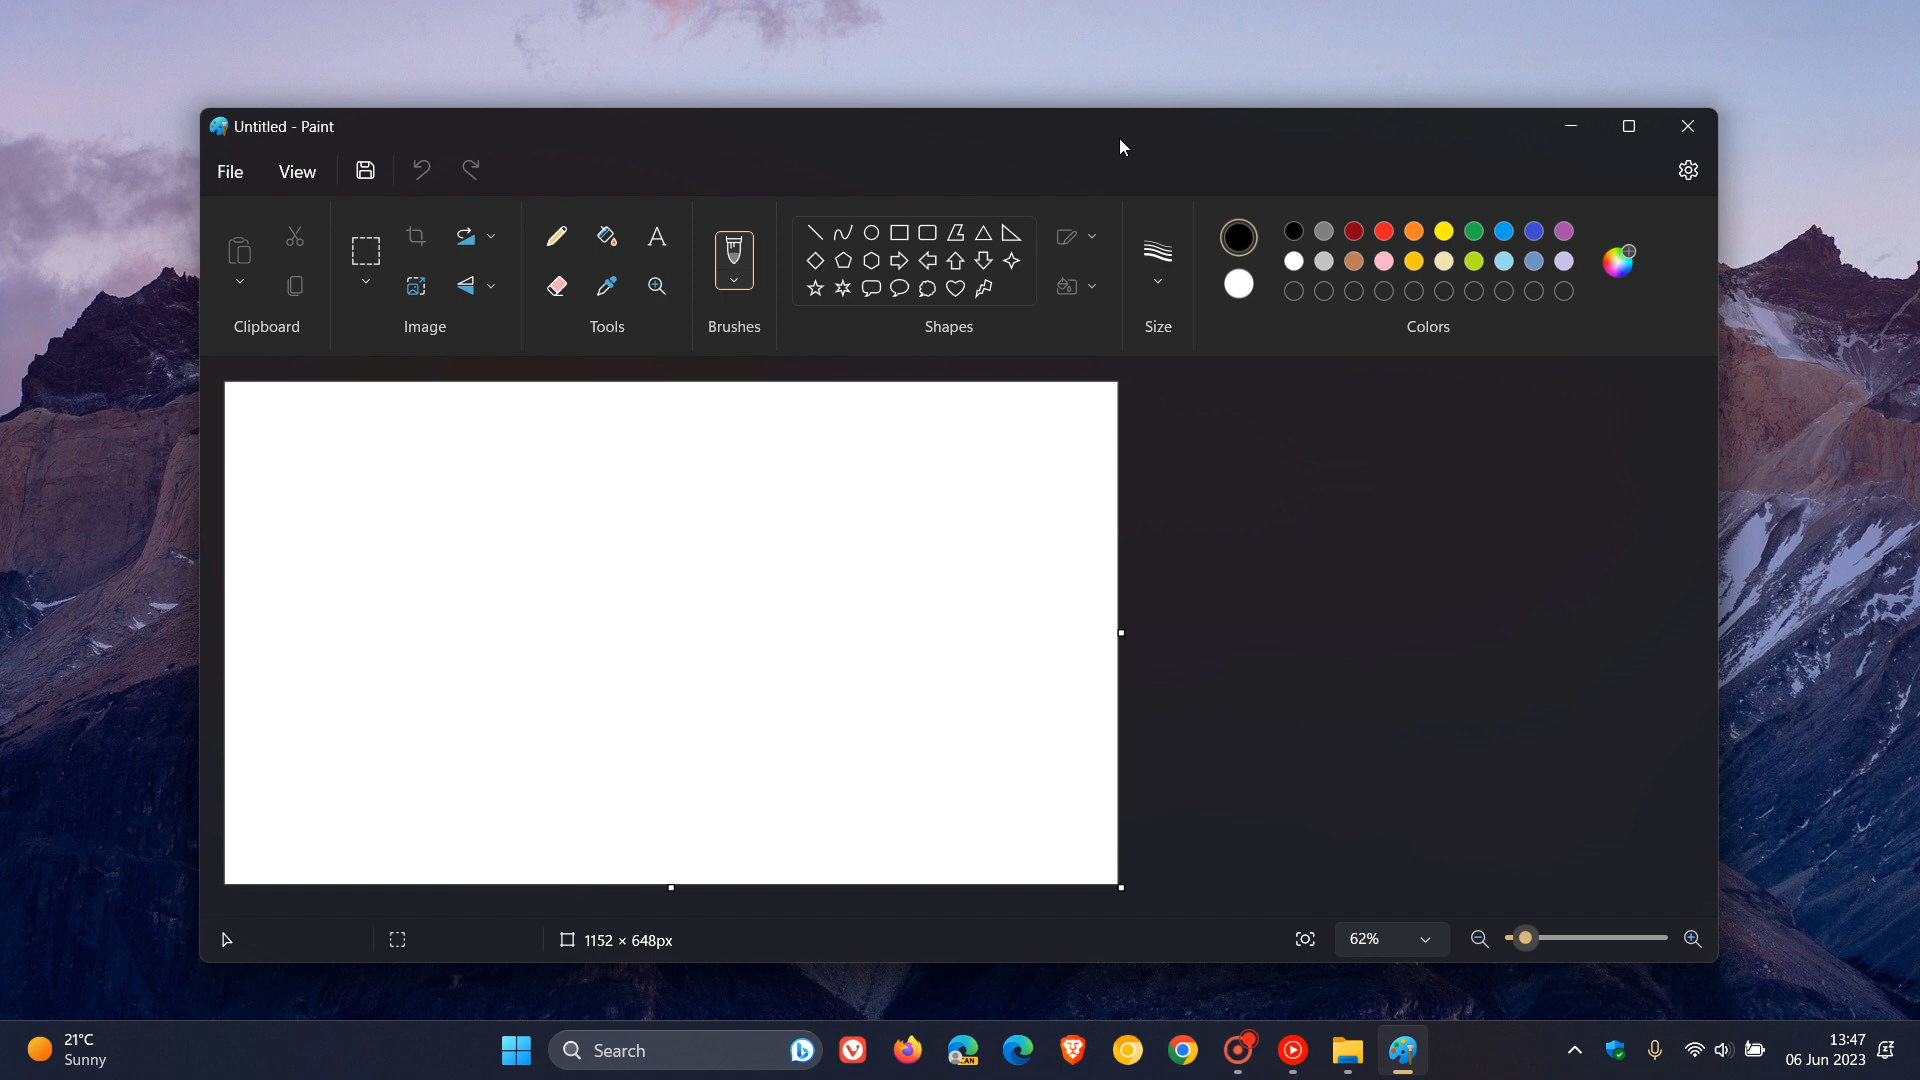 Untitled - Paint
File View
Clipboard Image Tools Brushes Shapes Size Colors
1152 × 648px 62%
21°C
Sunny
Search
CAN
13:47
06 Jun 2023